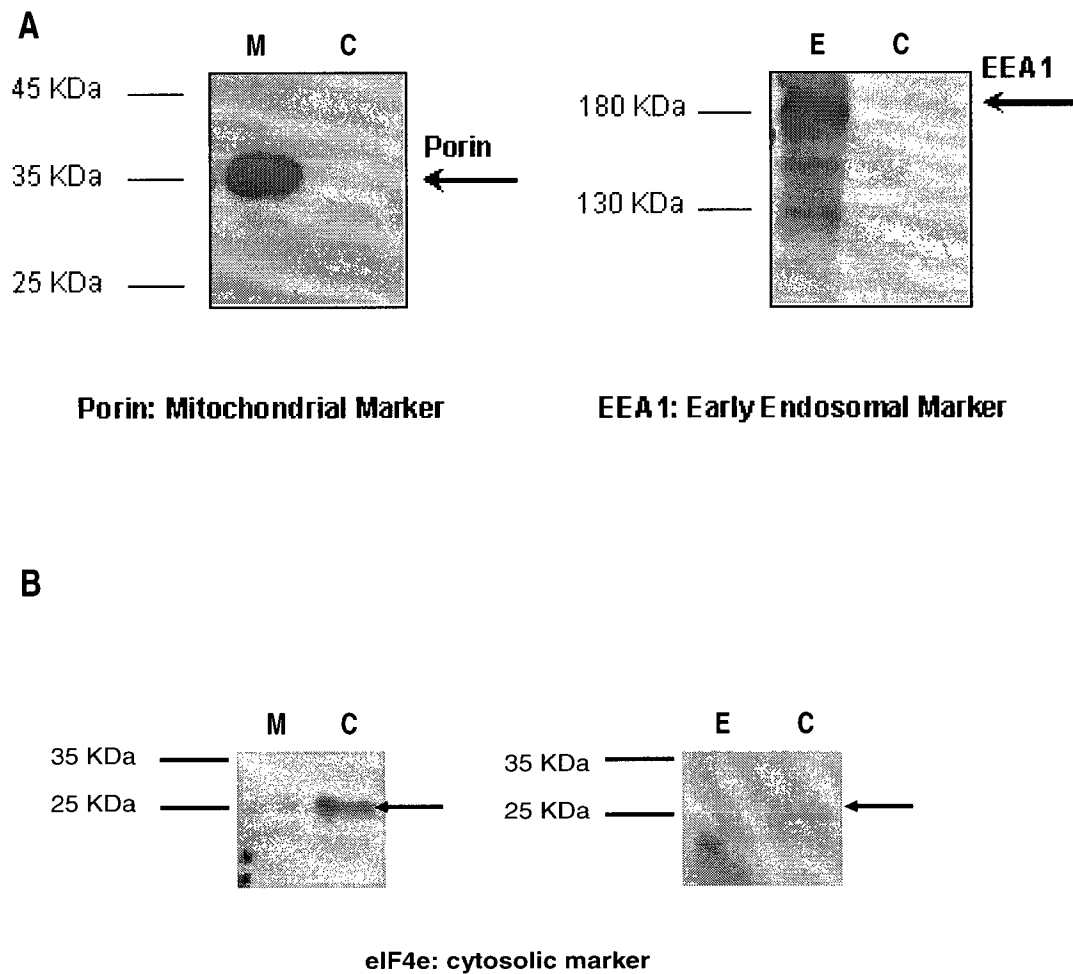 A
M C
45 KDa
35 KDa
25 KDa
Porin
Porin: Mitochondrial Marker
E C
180 KDa
130 KDa
EEA1
EEA1: Early Endosomal Marker
B
M C
35 KDa
25 KDa
E C
35 KDa
25 KDa
eIF4e: cytosolic marker